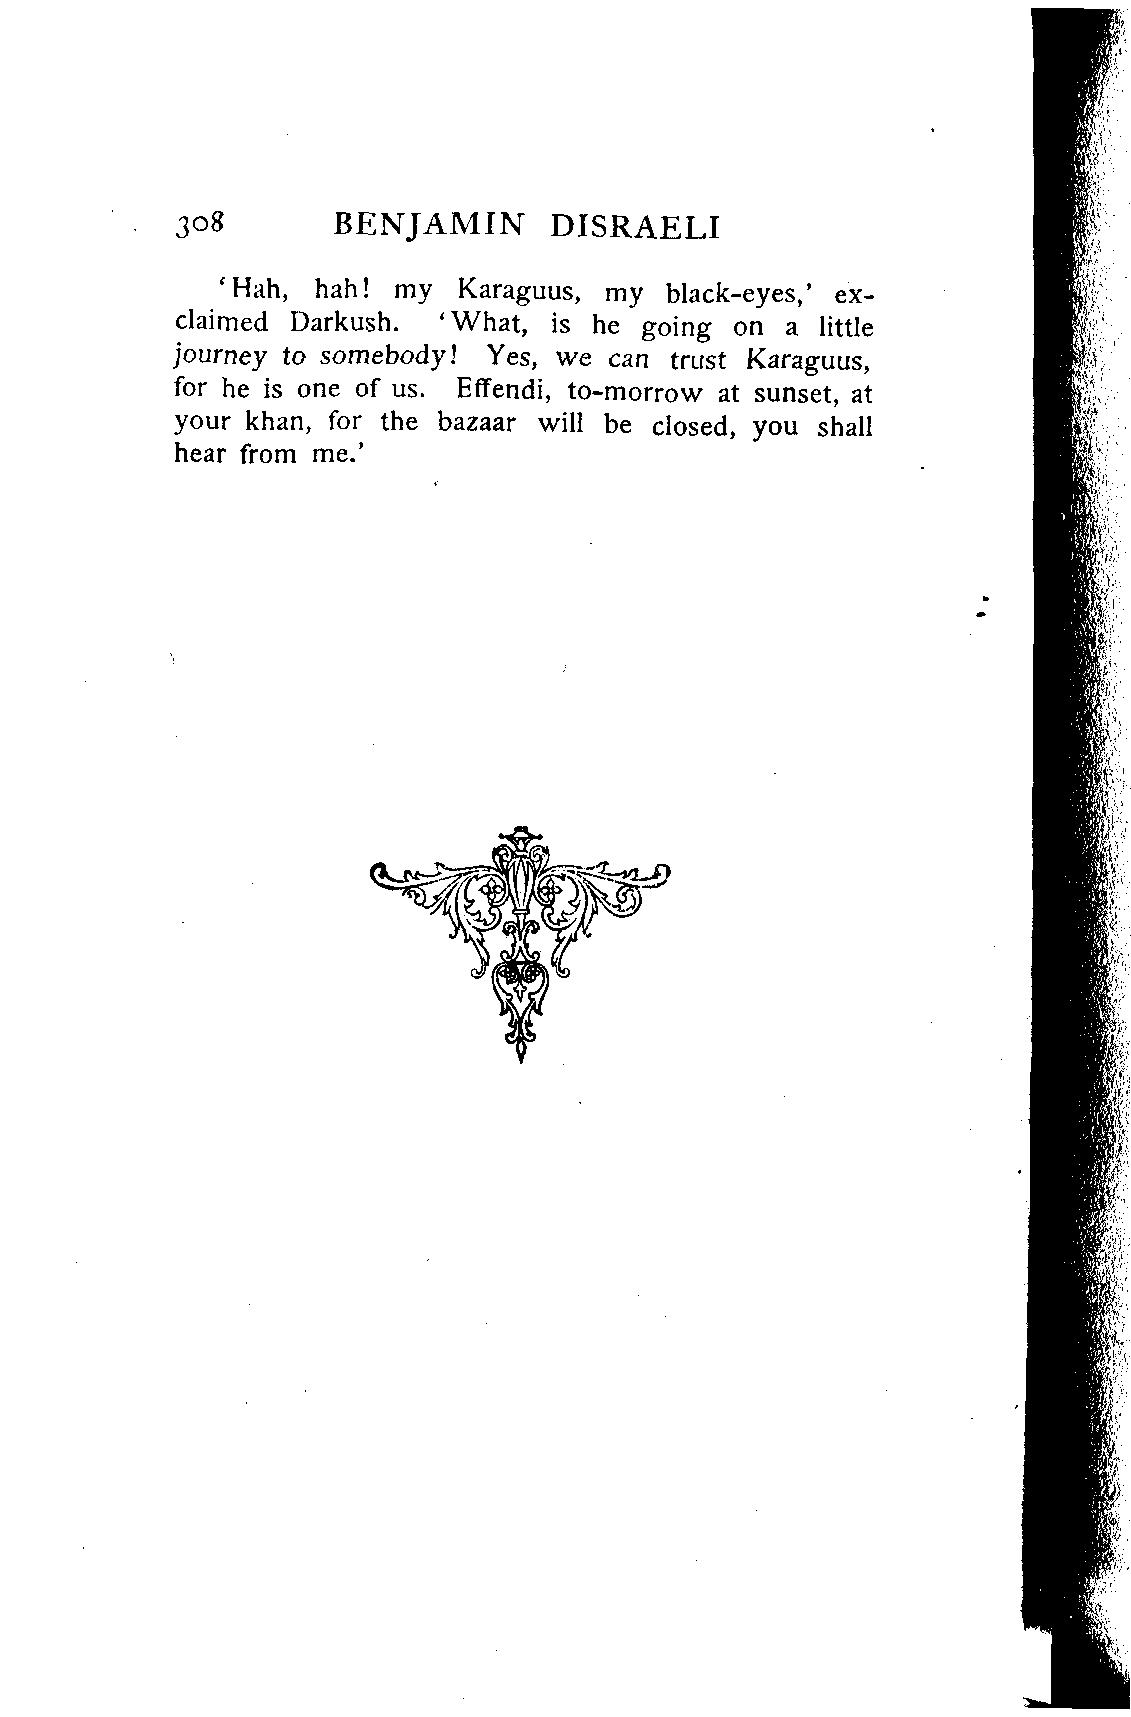 308 BENJAMIN DISRAELI
‘Hah, hah! my Karaguus, my black-eyes,’ ex-
claimed Darkush. ‘What, is he going on a little
journey to somebody! Yes, we can trust Karaguus,
for he is one of us. Effendi, to-morrow at sunset, at
your khan, for the bazaar will be closed, you shall
hear from me.’